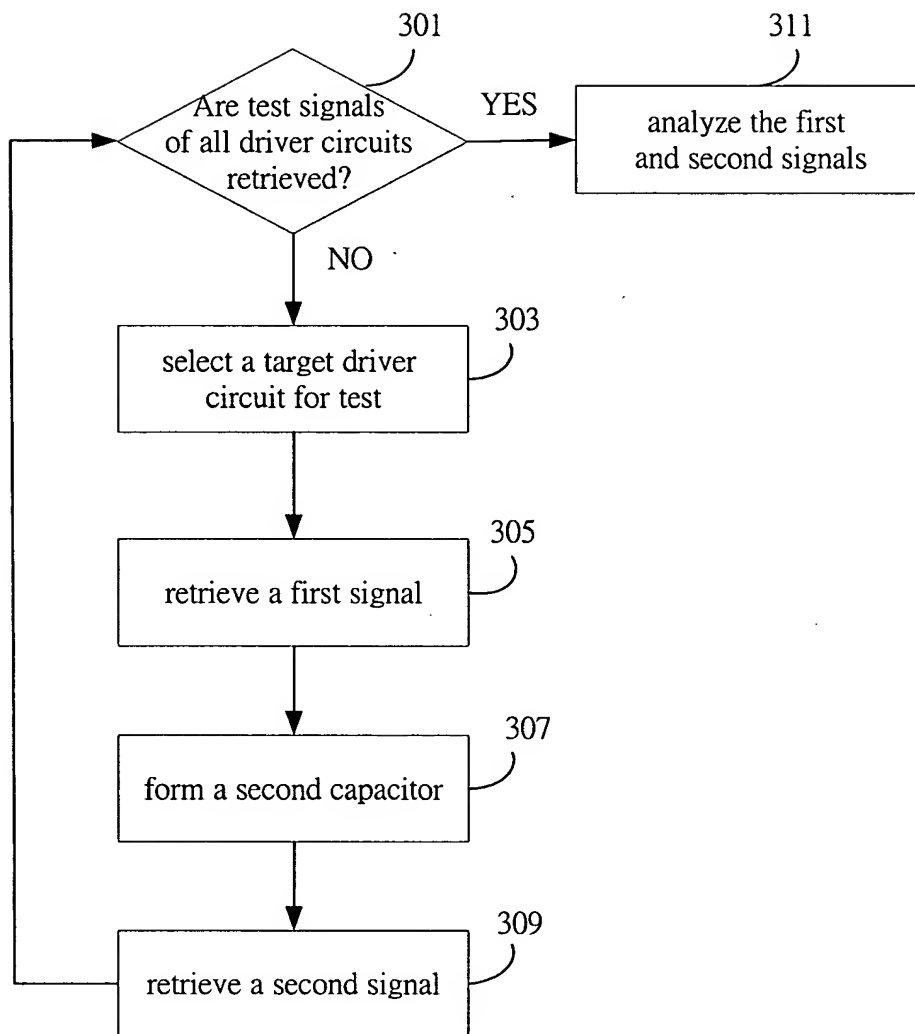 301
Are test signals
of all driver circuits
retrieved?
YES
311
analyze the first
and second signals
NO
303
select a target driver
circuit for test
305
retrieve a first signal
307
form a second capacitor
309
retrieve a second signal